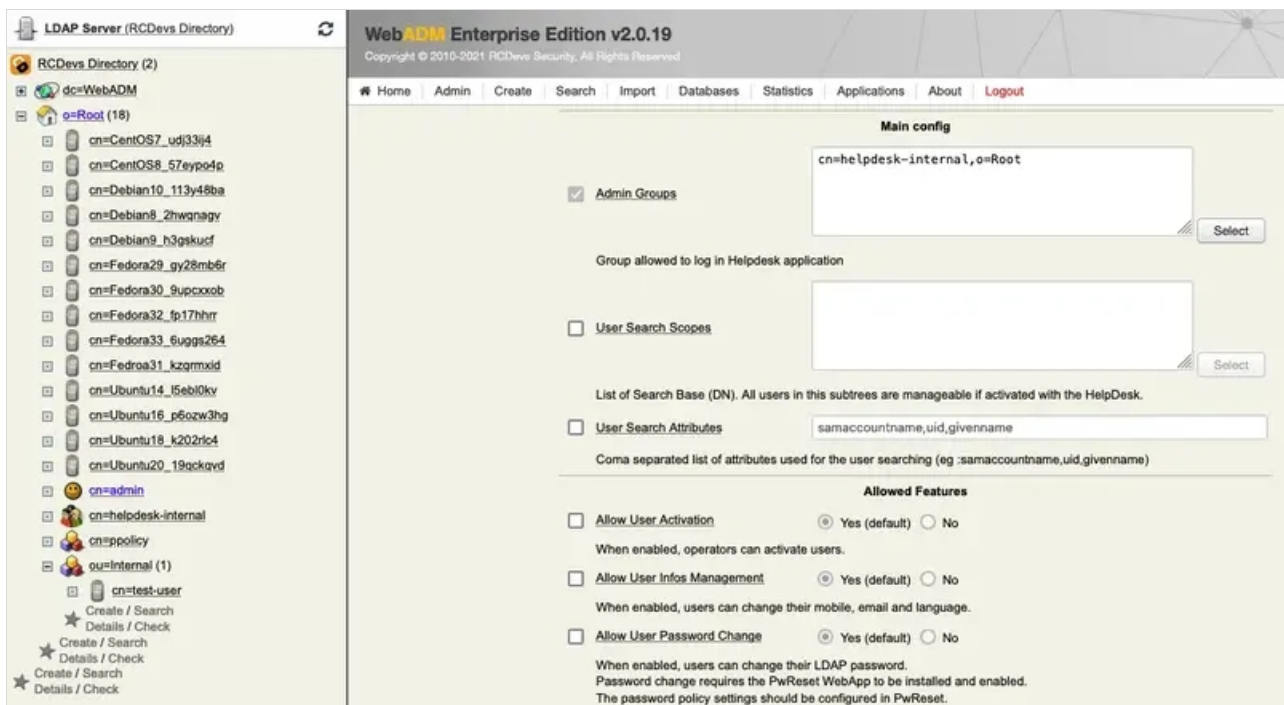 LDAP Server (RCDevs Directory)
RCDevs Directory (2)
dc=WebADM
o=Root (18)
cn=CentOS7_udj33ij4
cn=CentOS8_57eypo4p
cn=Debian10_113y48ba
cn=Debian8_2hwqnagv
cn=Debian9_h3gskucf
cn=Fedora29_gy28mb6r
cn=Fedora30_9upcxxob
cn=Fedora32_fp17hhrr
cn=Fedora33_6uggs264
cn=Fedroa31_kzqrmxid
cn=Ubuntu14_l5ebl0kv
cn=Ubuntu16_p6ozw3hg
cn=Ubuntu18_k202rlc4
cn=Ubuntu20_19qckqvd
cn=admin
cn=helpdesk-internal
cn=ppolicy
ou=Internal (1)
cn=test-user
Create / Search
Details / Check
Create / Search
Details / Check
Create / Search
Details / Check
WebADM Enterprise Edition v2.0.19
Copyright © 2010-2021 RCDevs Security, All Rights Reserved
Home Admin Create Search Import Databases Statistics Applications About Logout
Main config
Admin Groups
cn=helpdesk-internal,o=Root
Select
Group allowed to log in Helpdesk application
User Search Scopes
Select
List of Search Base (DN). All users in this subtrees are manageable if activated with the HelpDesk.
User Search Attributes
samaccountname,uid,givenname
Coma separated list of attributes used for the user searching (eg :samaccountname,uid,givenname)
Allowed Features
Allow User Activation Yes (default) No
When enabled, operators can activate users.
Allow User Infos Management Yes (default) No
When enabled, users can change their mobile, email and language.
Allow User Password Change Yes (default) No
When enabled, users can change their LDAP password.
Password change requires the PwReset WebApp to be installed and enabled.
The password policy settings should be configured in PwReset.